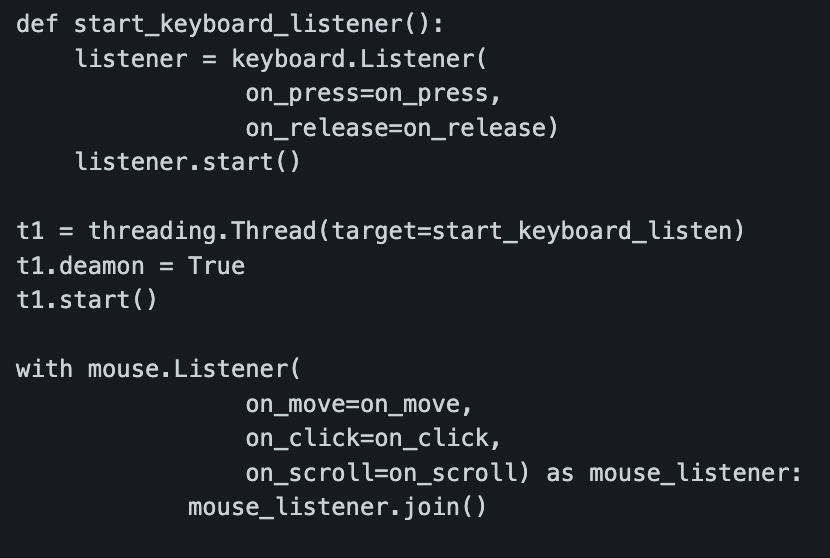 def start_keyboard_listener():
    listener = keyboard.Listener(
                on_press=on_press,
                on_release=on_release)
    listener.start()

t1 = threading.Thread(target=start_keyboard_listen)
t1.deamon = True
t1.start()

with mouse.Listener(
                on_move=on_move,
                on_click=on_click,
                on_scroll=on_scroll) as mouse_listener:
            mouse_listener.join()